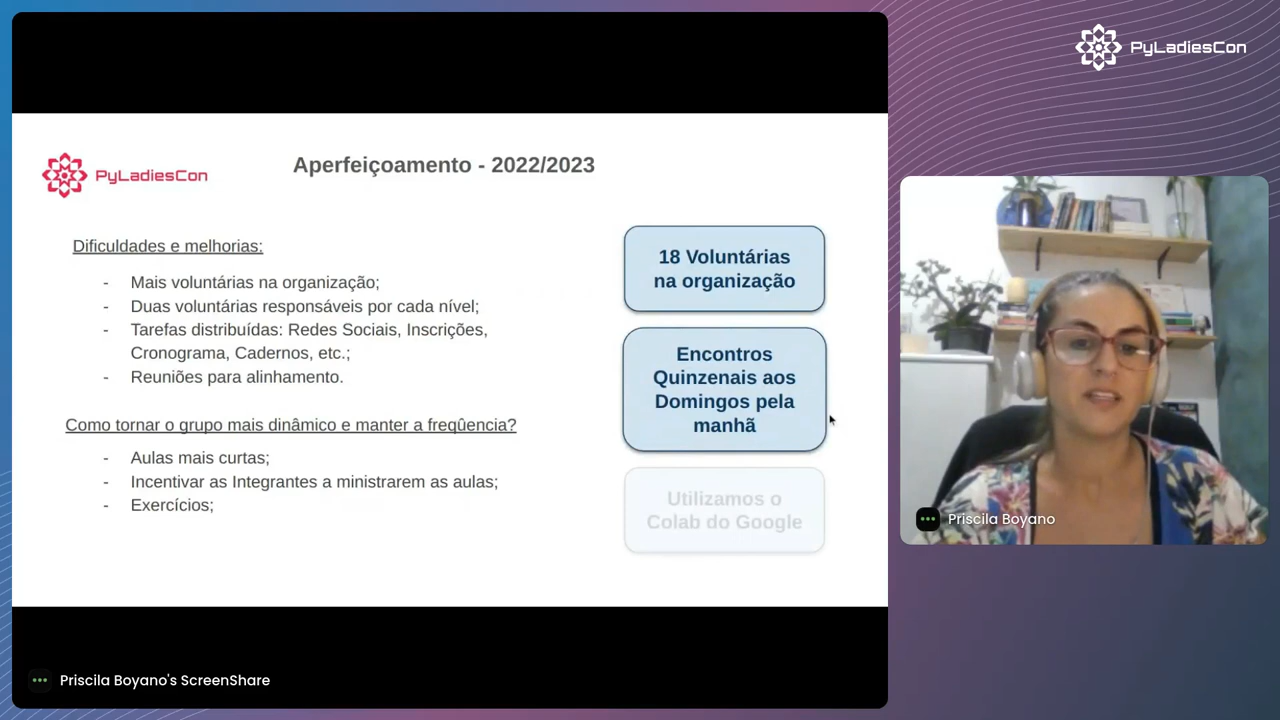 PyLadiesCon
PyLadiesCon
Aperfeiçoamento - 2022/2023
Dificuldades e melhorias:
- Mais voluntárias na organização;
- Duas voluntárias responsáveis por cada nível;
- Tarefas distribuídas: Redes Sociais, Inscrições,
Cronograma, Cadernos, etc.;
- Reuniões para alinhamento.
Como tornar o grupo mais dinâmico e manter a freqûencia?
- Aulas mais curtas;
- Incentivar as Integrantes a ministrarem as aulas;
- Exercícios;
18 Voluntárias
na organização
Encontros
Quinzenais aos
Domingos pela
manhã
Utilizamos o
Colab do Google
Priscila Boyano
Priscila Boyano's ScreenShare